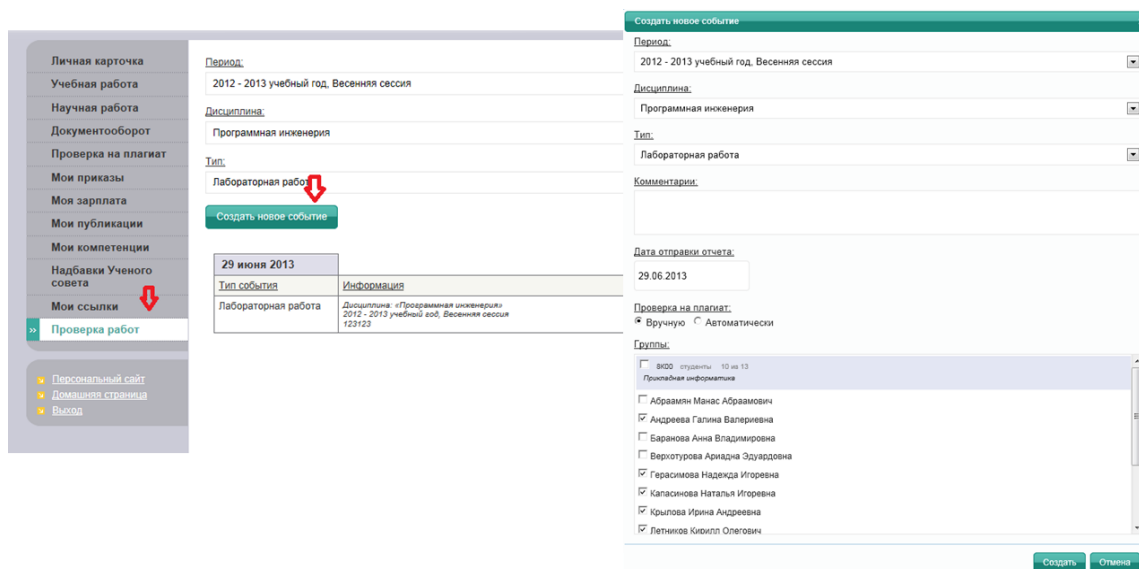 Личная карточка
Учебная работа
Научная работа
Документооборот
Проверка на плагиат
Мои приказы
Моя зарплата
Мои публикации
Мои компетенции
Надбавки Ученого
совета
Мои ссылки
Проверка работ
Персональный сайт
Домашняя страница
Выход
Период:
2012 - 2013 учебный год, Весенняя сессия
Дисциплина:
Программная инженерия
Тип:
Лабораторная работа
Создать новое событие
29 июня 2013
Тип события Информация
Лабораторная работа Дисциплина: «Программная инженерия»
2012 - 2013 учебный год, Весенняя сессия
123123
Создать новое событие
Период:
2012 - 2013 учебный год, Весенняя сессия
Дисциплина:
Программная инженерия
Тип:
Лабораторная работа
Комментарии:
Дата отправки отчета:
29.06.2013
Проверка на плагиат:
Вручную Автоматически
Группы:
8К00 студенты 10 из 13
Прикладная информатика
Абраамян Манас Абраамович
Андреева Галина Валериевна
Баранова Анна Владимировна
Верхотурова Ариадна Эдуардовна
Герасимова Надежда Игоревна
Капасинова Наталья Игоревна
Крылова Ирина Андреевна
Летников Кирилл Олегович
Создать Отмена